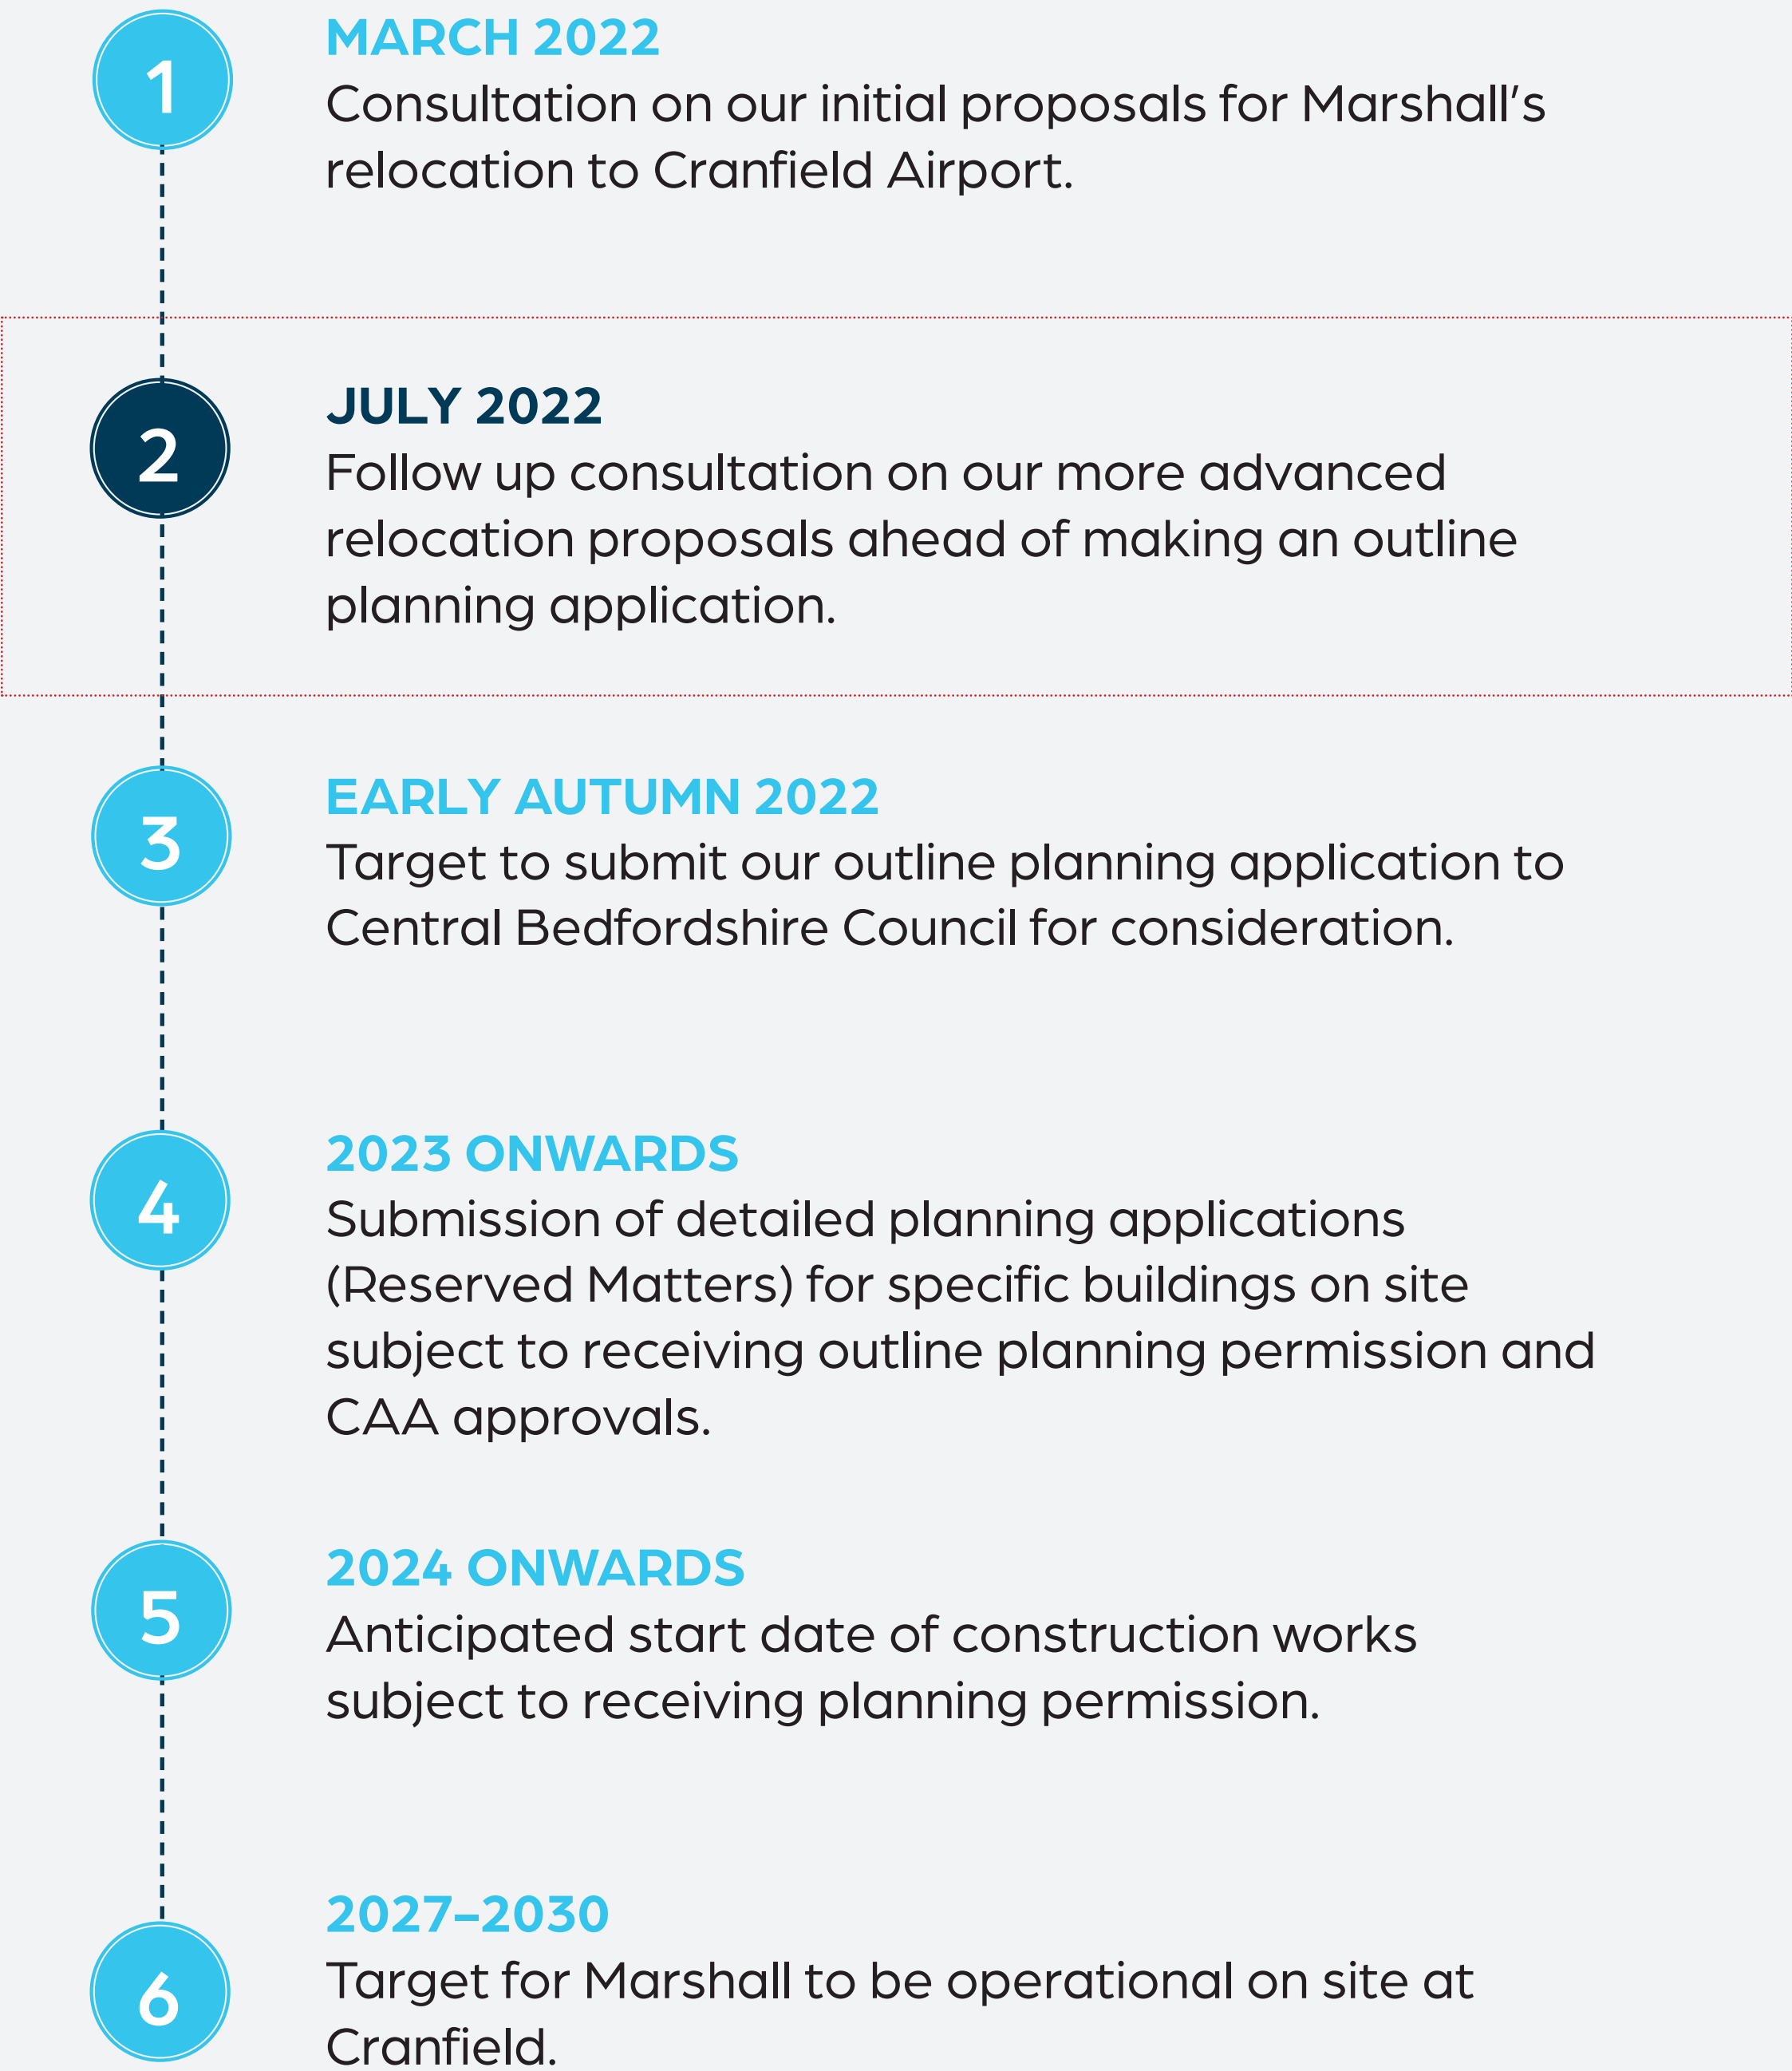 1
MARCH 2022
Consultation on our initial proposals for Marshall’s
relocation to Cranfield Airport.
2
JULY 2022
Follow up consultation on our more advanced
relocation proposals ahead of making an outline
planning application.
3
EARLY AUTUMN 2022
Target to submit our outline planning application to
Central Bedfordshire Council for consideration.
4
2023 ONWARDS
Submission of detailed planning applications
(Reserved Matters) for specific buildings on site
subject to receiving outline planning permission and
CAA approvals.
5
2024 ONWARDS
Anticipated start date of construction works
subject to receiving planning permission.
6
2027–2030
Target for Marshall to be operational on site at
Cranfield.